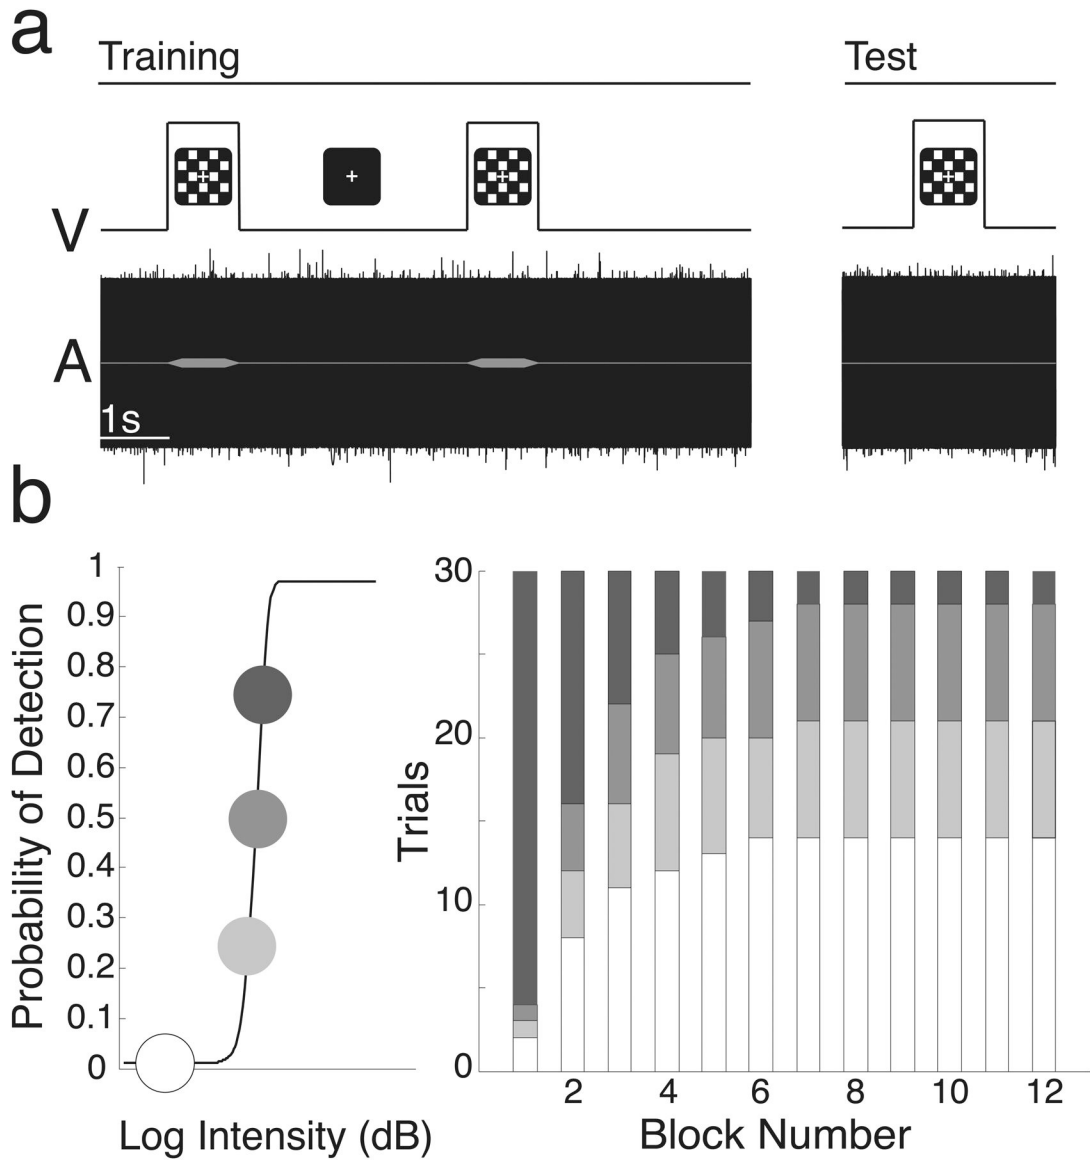 a
Training
Test
V
A
1s
b
Probability of Detection
1
0.9
0.8
0.7
0.6
0.5
0.4
0.3
0.2
0.1
0
Log Intensity (dB)
Trials
30
20
10
0
2 4 6 8 10 12
Block Number